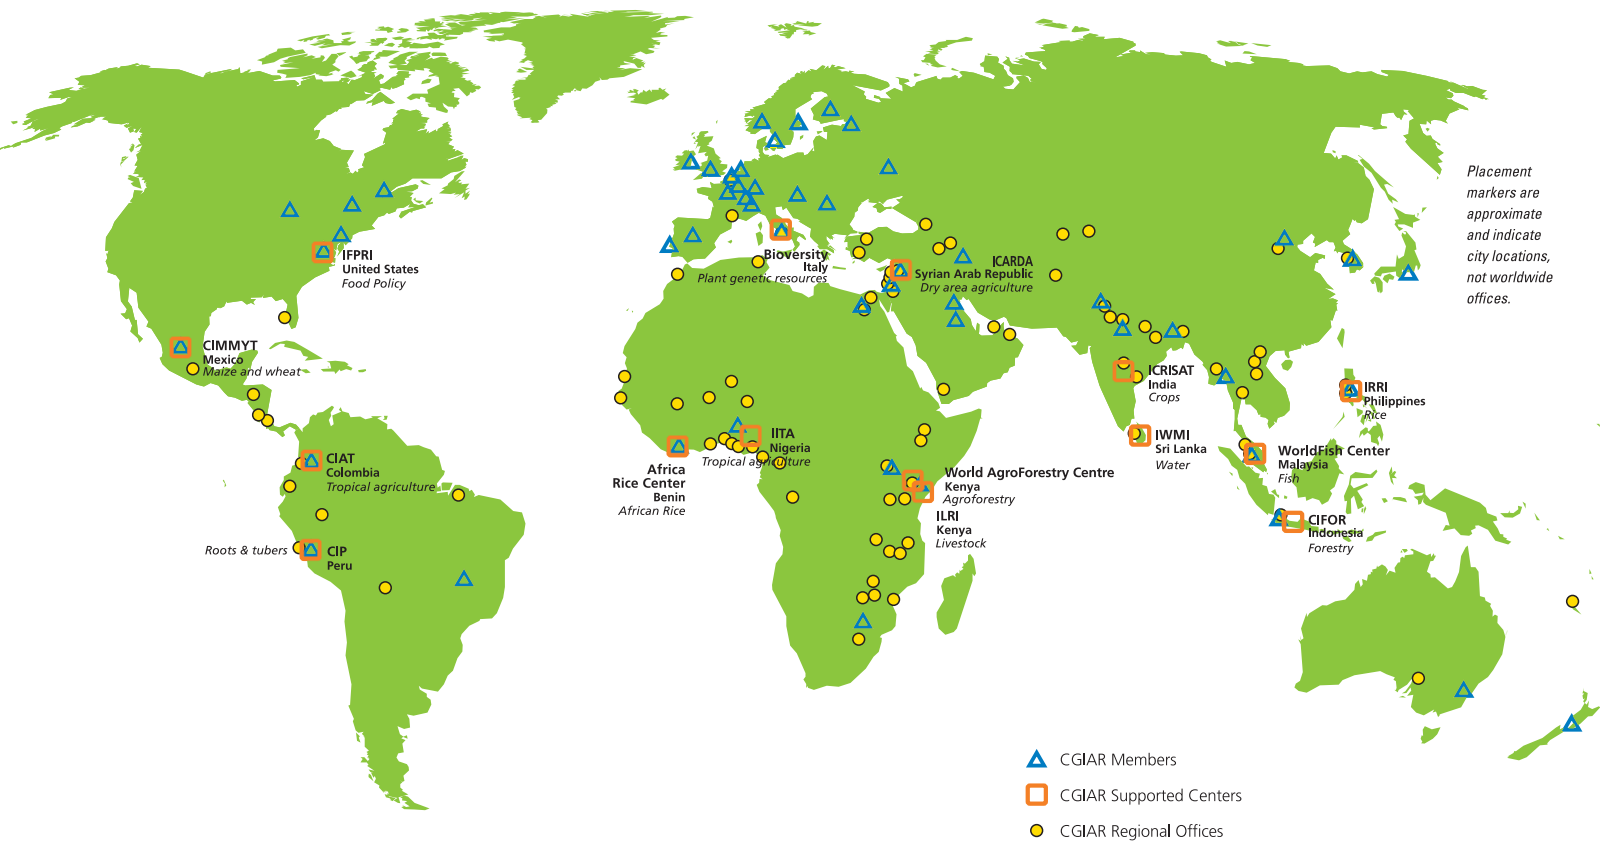 Placement
markers are
approximate
and indicate
city locations,
not worldwide
offices.
IFPRI
United States
Food Policy
CIMMYT
Mexico
Maize and wheat
CIAT
Colombia
Tropical agriculture
Roots & tubers
CIP
Peru
Bioversity
Italy
Plant genetic resources
ICARDA
Syrian Arab Republic
Dry area agriculture
IITA
Nigeria
Tropical agriculture
Africa
Rice Center
Benin
African Rice
World AgroForestry Centre
Kenya
Agroforestry
ILRI
Kenya
Livestock
ICRISAT
India
Crops
IWMI
Sri Lanka
Water
IRRI
Philippines
Rice
WorldFish Center
Malaysia
Fish
CIFOR
Indonesia
Forestry
CGIAR Members
CGIAR Supported Centers
CGIAR Regional Offices